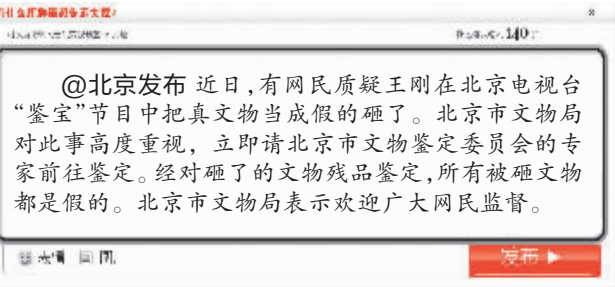 @北京发布 近日,有网民质疑王刚在北京电视台
“鉴宝”节目中把真文物当成假的砸了。北京市文物局
对此事高度重视，立即请北京市文物鉴定委员会的专
家前往鉴定。经对砸了的文物残品鉴定,所有被砸文物
都是假的。北京市文物局表示欢迎广大网民监督。
140
发布